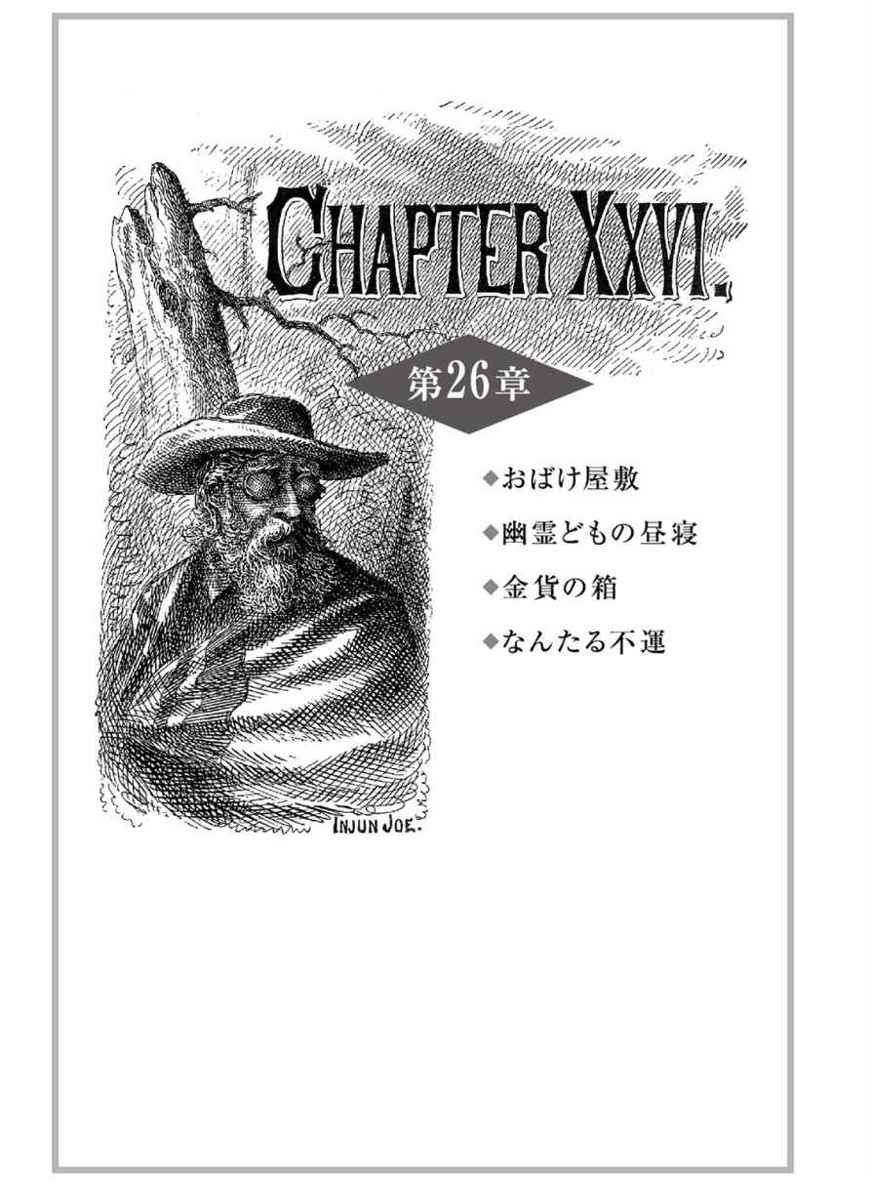 CHAPTER XXVI.
第26章
◆おばけ屋敷
◆幽霊どもの昼寝
◆金貨の箱
◆なんたる不運
INJUN JOE.